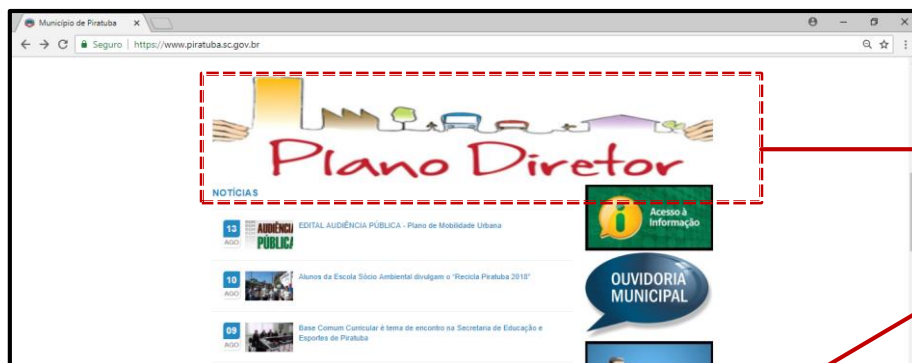 Município de Piratuba
Seguro | https://www.piratuba.sc.gov.br
Plano Diretor
NOTÍCIAS
13
AGO
AUDIÊNCIA
PÚBLICA
EDITAL AUDIÊNCIA PÚBLICA - Plano de Mobilidade Urbana
10
AGO
Alunos da Escola Sócio Ambiental divulgam o "Recicla Piratuba 2018"
09
AGO
Base Comum Curricular é tema de encontro na Secretaria de Educação e
Esportes de Piratuba
Acesso à
Informação
OUVIDORIA
MUNICIPAL